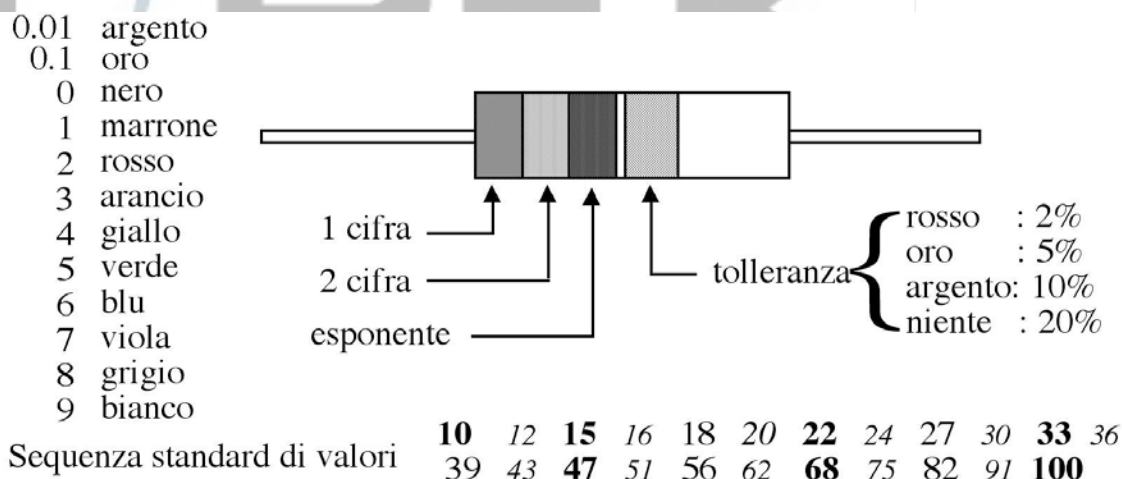 0.01 argento
0.1 oro
0 nero
1 marrone
2 rosso
3 arancio
4 giallo
5 verde
6 blu
7 viola
8 grigio
9 bianco
1 cifra
2 cifra
esponente
tolleranza
rosso : 2%
oro : 5%
argento: 10%
niente : 20%
Sequenza standard di valori
10 12 15 16 18 20 22 24 27 30 33 36
39 43 47 51 56 62 68 75 82 91 100